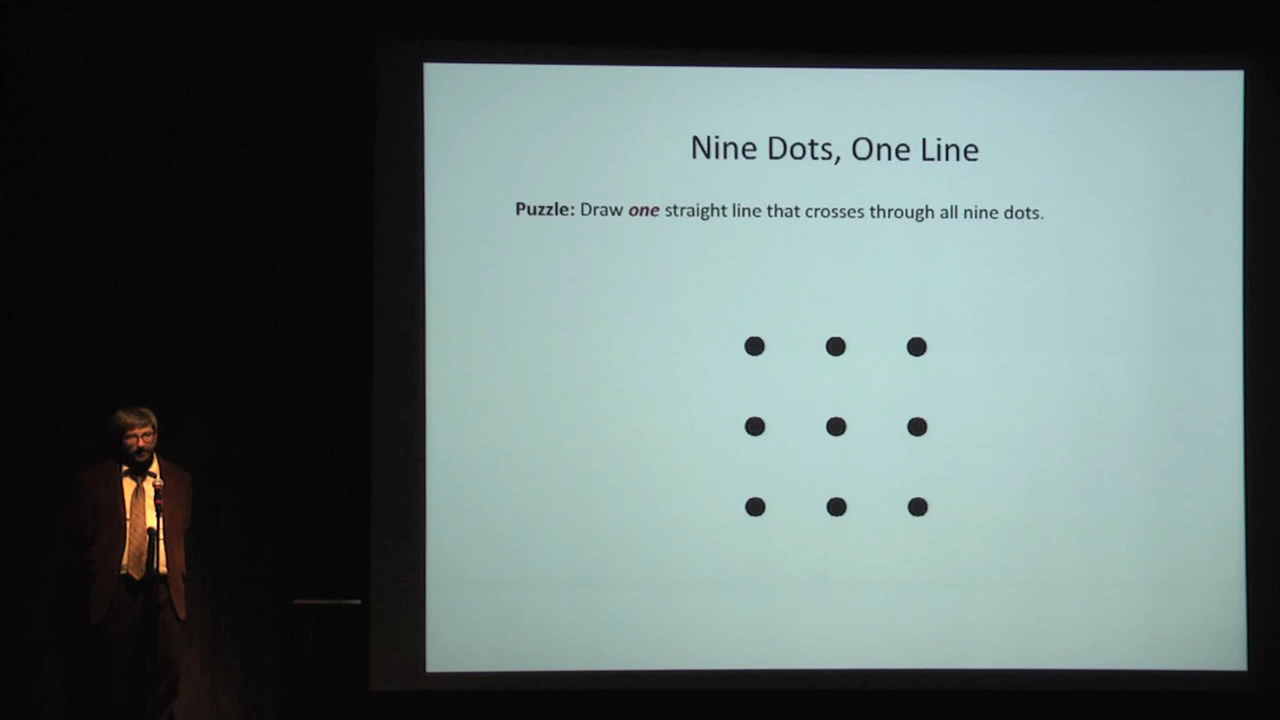 Nine Dots, One Line
Puzzle: Draw one straight line that crosses through all nine dots.